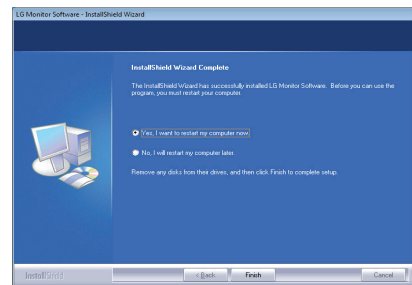 LG Monitor Software - InstallShield Wizard
InstallShield Wizard Complete
The InstallShield Wizard has successfully installed LG Monitor Software. Before you can use the
program, you must restart your computer.
Yes, I want to restart my computer now.
No, I will restart my computer later.
Remove any disks from their drives, and then click Finish to complete setup.
InstallShield
< Back
Finish
Cancel